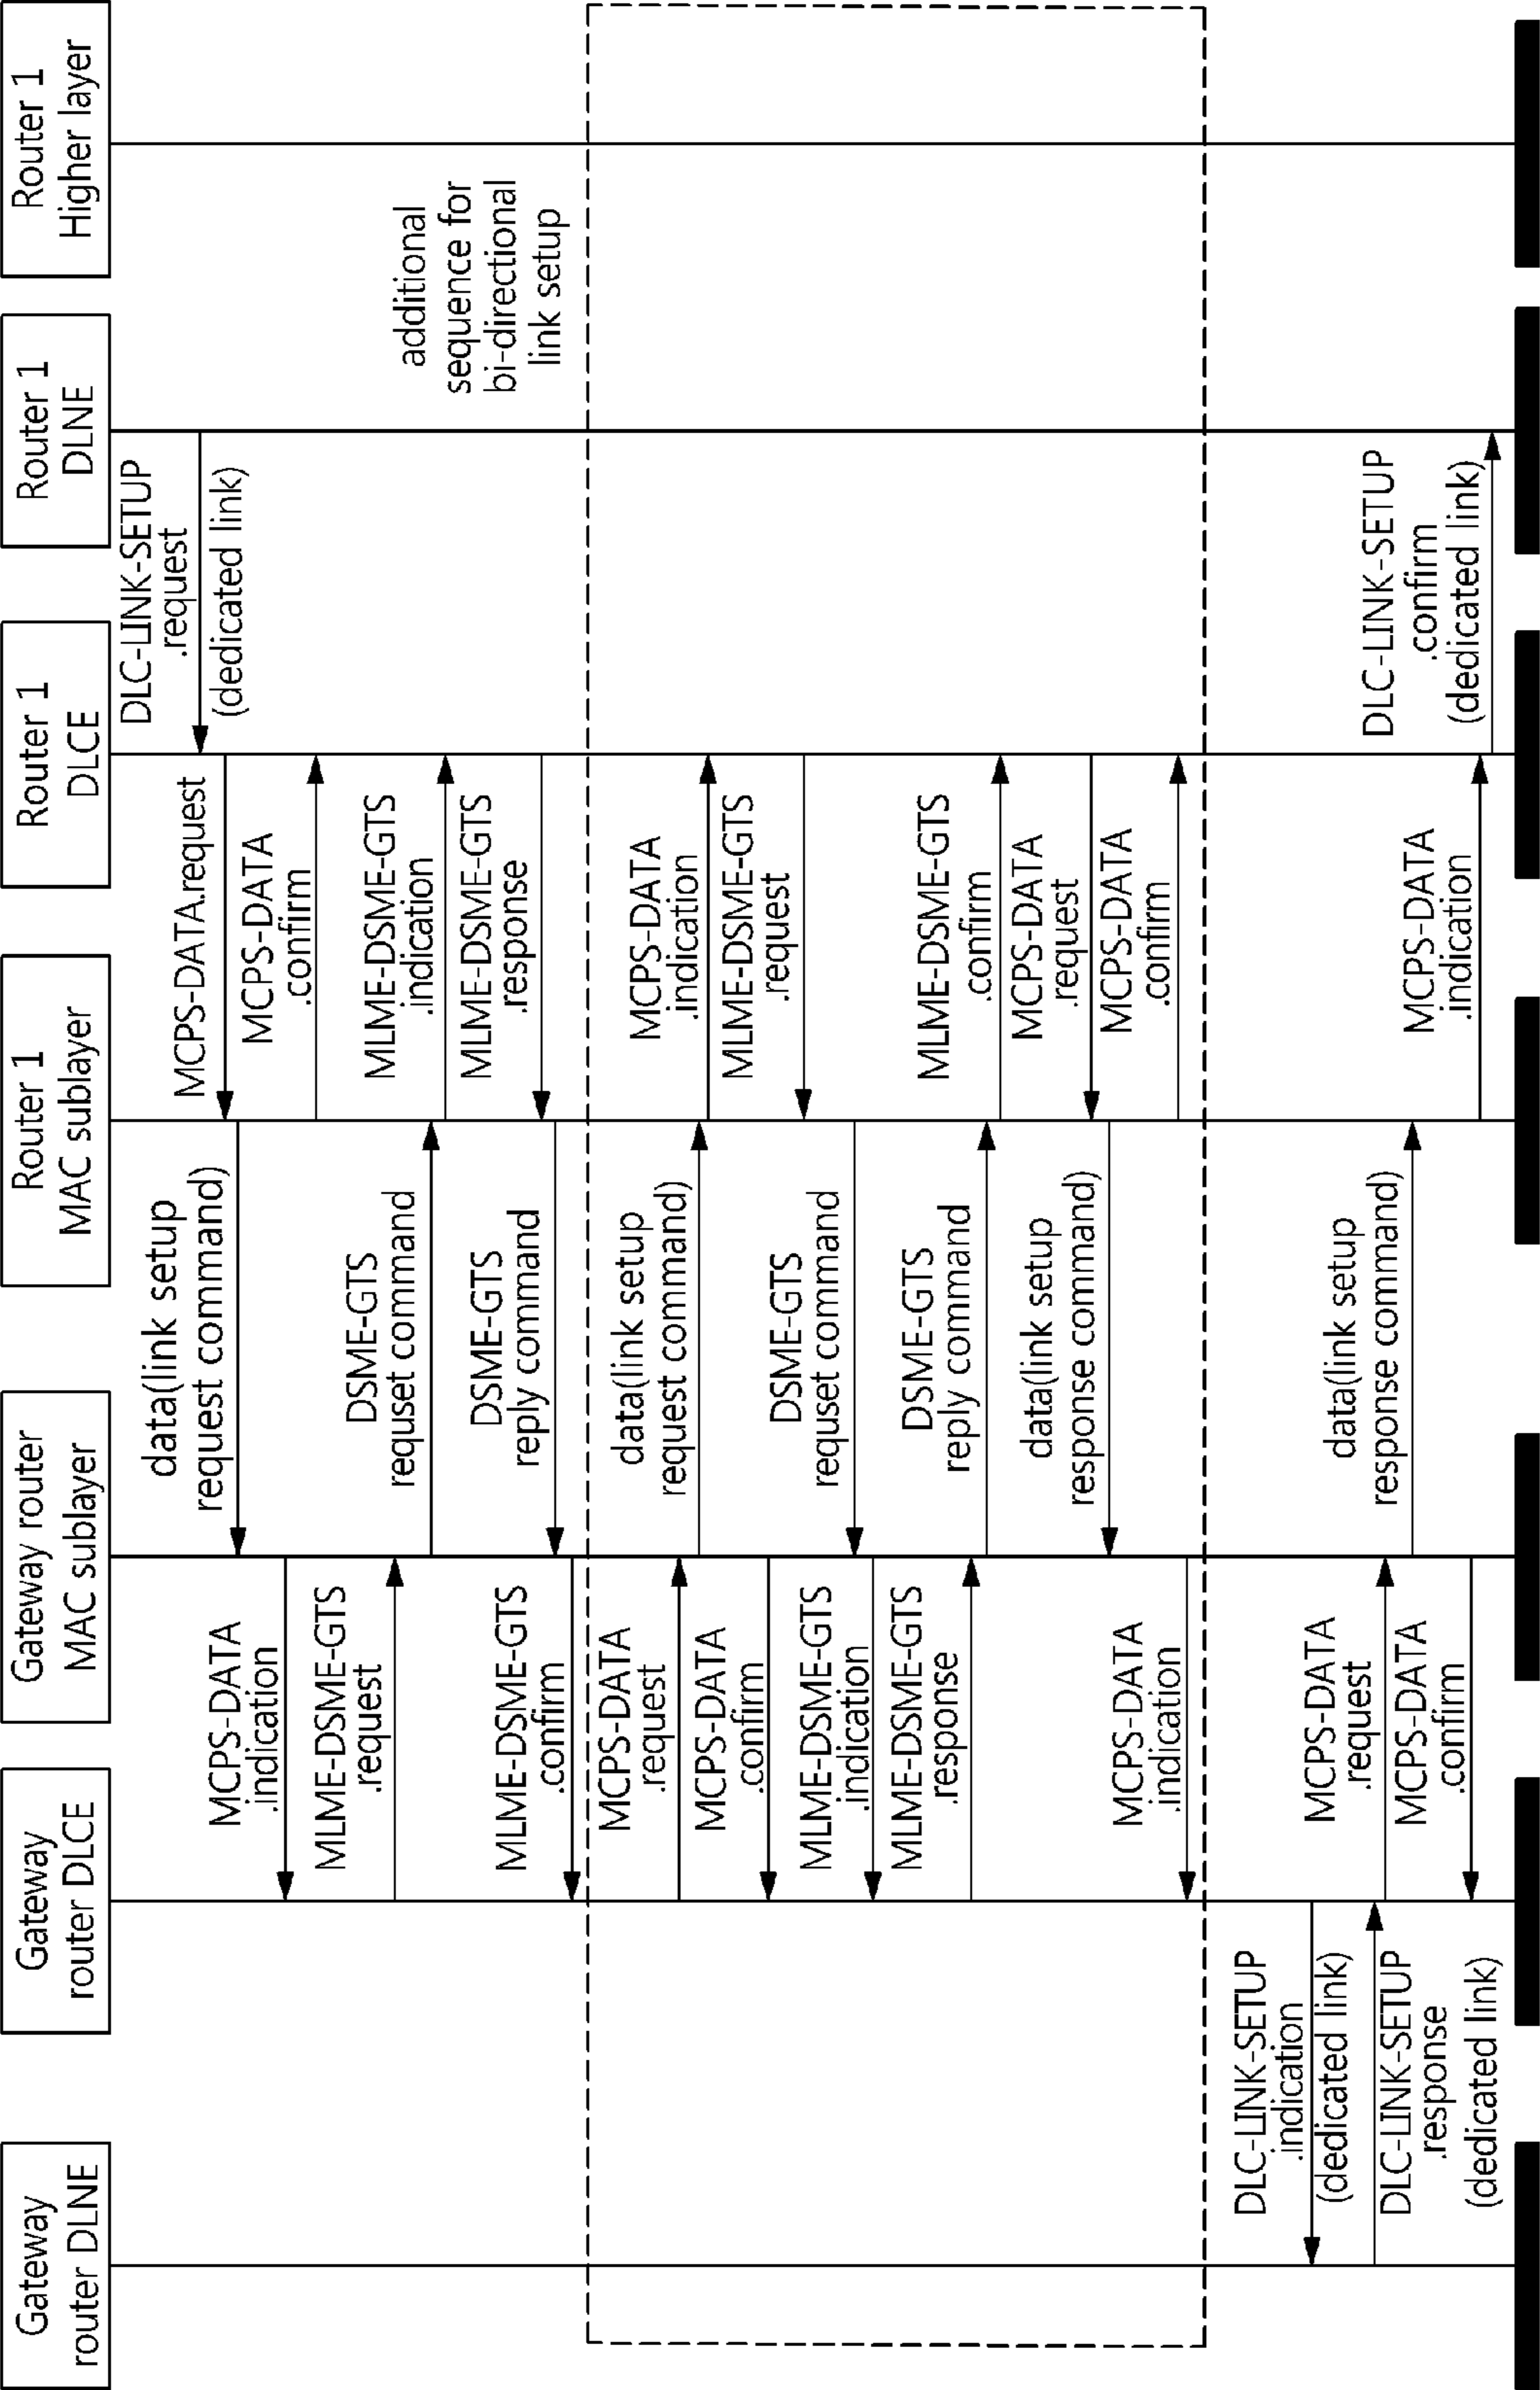 Gateway
router DLNE
Gateway
router DLCE
Gateway router
MAC sublayer
Router 1
MAC sublayer
Router 1
DLCE
Router 1
DLNE
Router 1
Higher layer
DLC-LINK-SETUP
.request
(dedicated link)
MCPS-DATA.request
data(link setup
request command)
MCPS-DATA
.indication
MCPS-DATA
.confirm
MLME-DSME-GTS
.request
DSME-GTS
requset command
MLME-DSME-GTS
.indication
MLME-DSME-GTS
.response
DSME-GTS
reply command
MLME-DSME-GTS
.confirm
additional
sequence for
bi-directional
link setup
MCPS-DATA
.request
data(link setup
request command)
MCPS-DATA
.indication
MCPS-DATA
.confirm
MLME-DSME-GTS
.request
DSME-GTS
requset command
MLME-DSME-GTS
.indication
MLME-DSME-GTS
.response
DSME-GTS
reply command
MLME-DSME-GTS
.confirm
MCPS-DATA
.request
data(link setup
response command)
MCPS-DATA
.confirm
MCPS-DATA
.indication
DLC-LINK-SETUP
.indication
(dedicated link)
DLC-LINK-SETUP
.response
(dedicated link)
MCPS-DATA
.request
data(link setup
response command)
MCPS-DATA
.confirm
MCPS-DATA
.indication
DLC-LINK-SETUP
.confirm
(dedicated link)